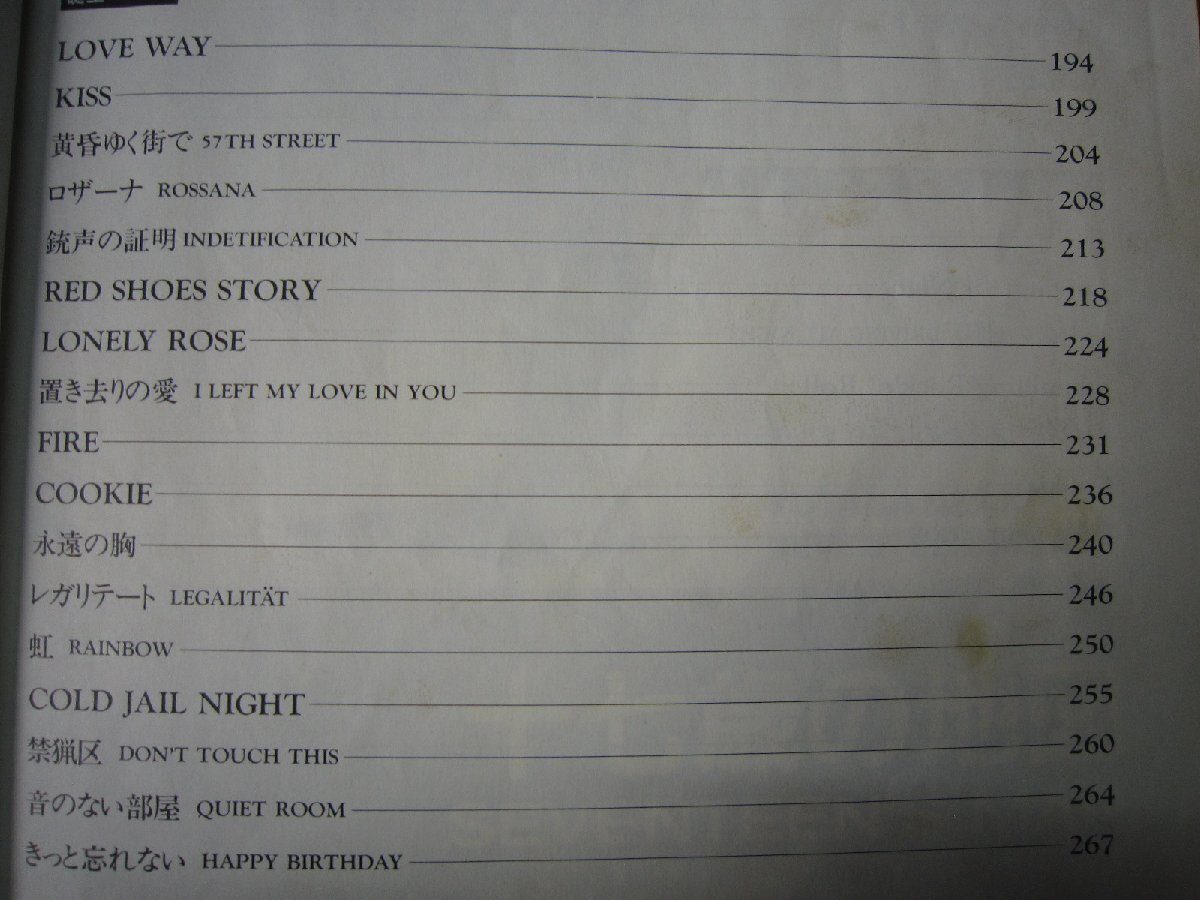 LOVE WAY 194
KISS 199
黄昏ゆく街で 57TH STREET 204
ロザーナ ROSSANA 208
銃声の証明 INDETIFICATION 213
RED SHOES STORY 218
LONELY ROSE 224
置き去りの愛 I LEFT MY LOVE IN YOU 228
FIRE 231
COOKIE 236
永遠の胸 240
レガリテート LEGALITÄT 246
虹 RAINBOW 250
COLD JAIL NIGHT 255
禁猟区 DON'T TOUCH THIS 260
音のない部屋 QUIET ROOM 264
きっと忘れない HAPPY BIRTHDAY 267